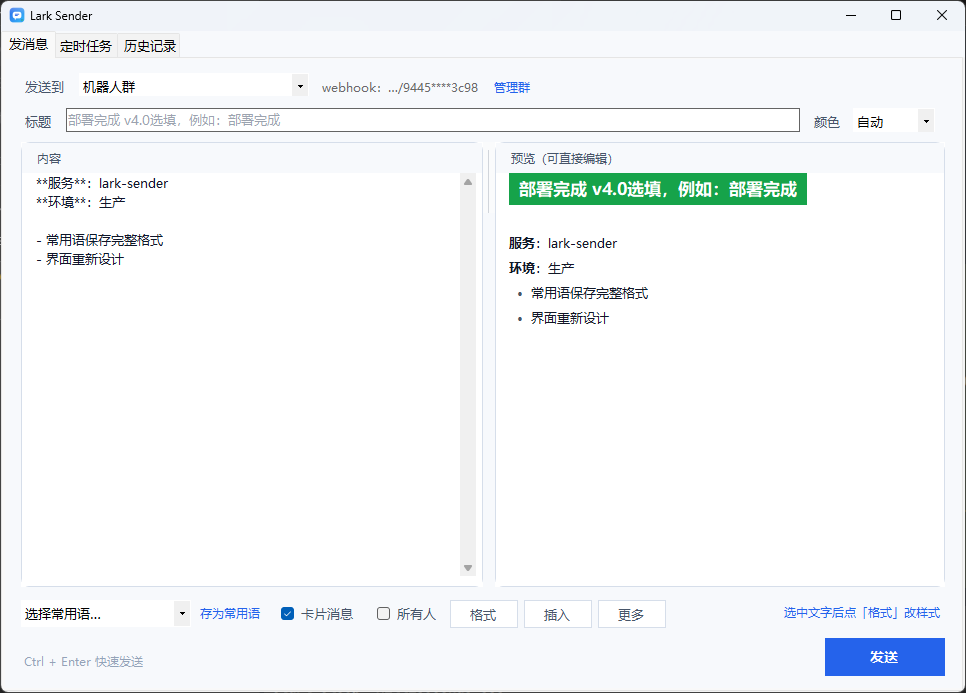 Lark Sender
发消息 定时任务 历史记录
发送到 机器人群 webhook: .../9445****3c98 管理群
标题 部署完成 v4.0选填，例如：部署完成 颜色 自动
内容
**服务**：lark-sender
**环境**：生产
- 常用语保存完整格式
- 界面重新设计
预览（可直接编辑）
部署完成 v4.0选填，例如：部署完成
服务：lark-sender
环境：生产
• 常用语保存完整格式
• 界面重新设计
选择常用语... 存为常用语 卡片消息 所有人 格式 插入 更多 选中文字后点「格式」改样式
Ctrl + Enter 快速发送 发送